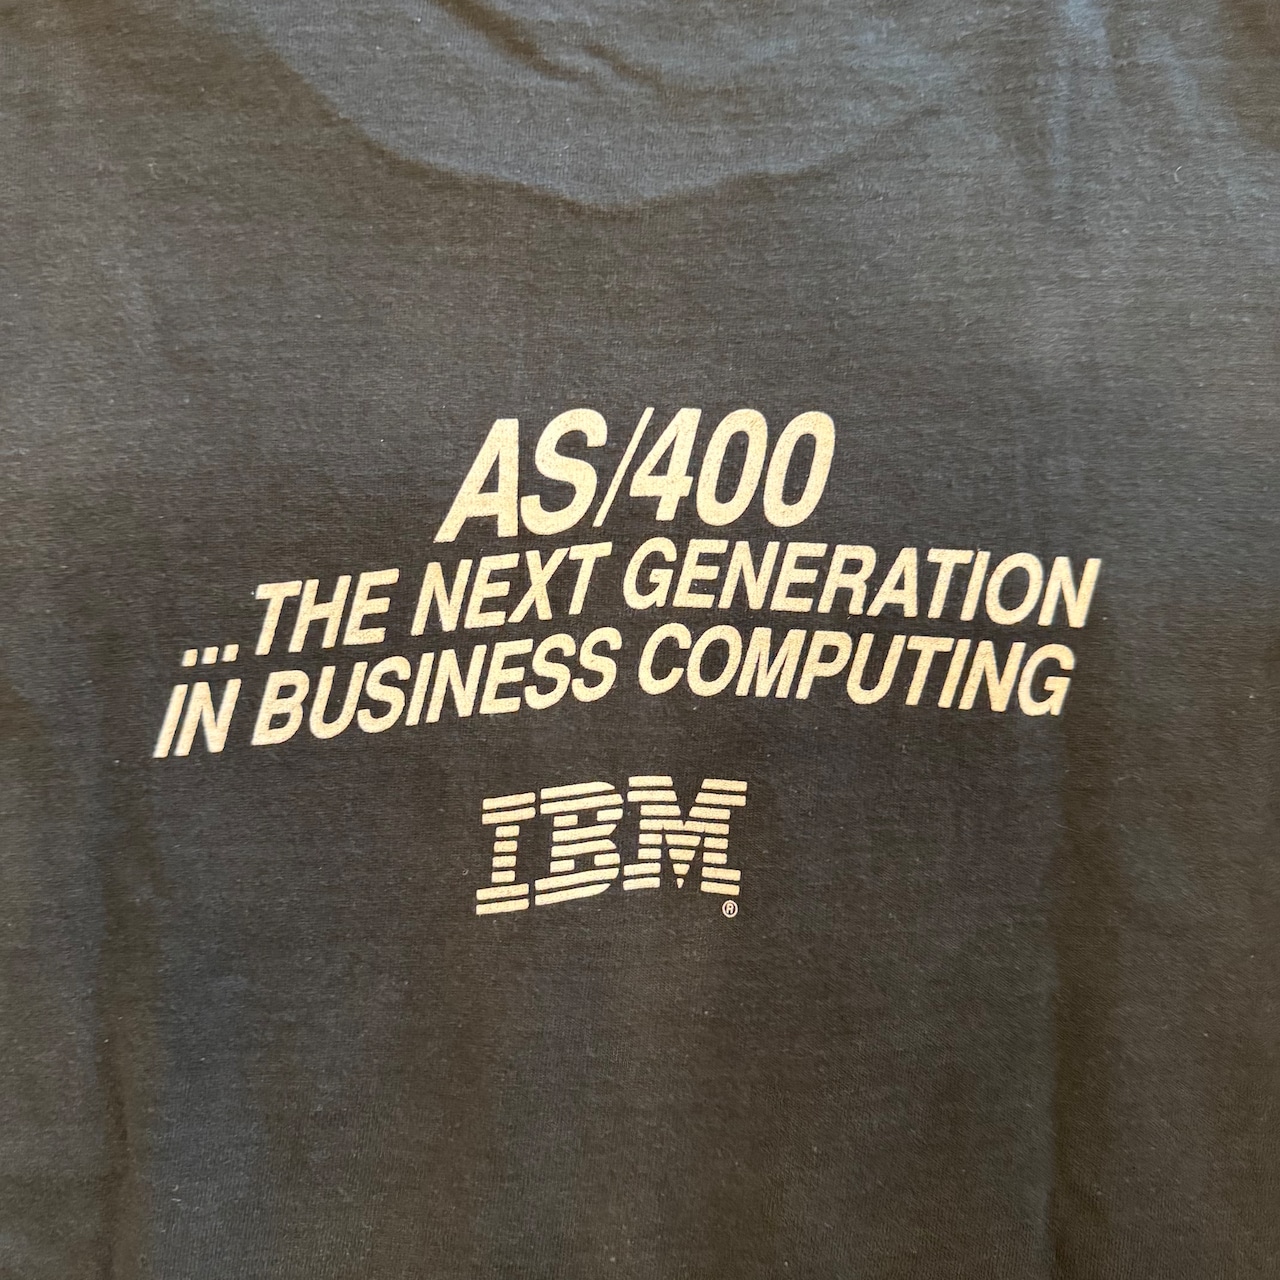 AS/400
...THE NEXT GENERATION
IN BUSINESS COMPUTING
IBM®